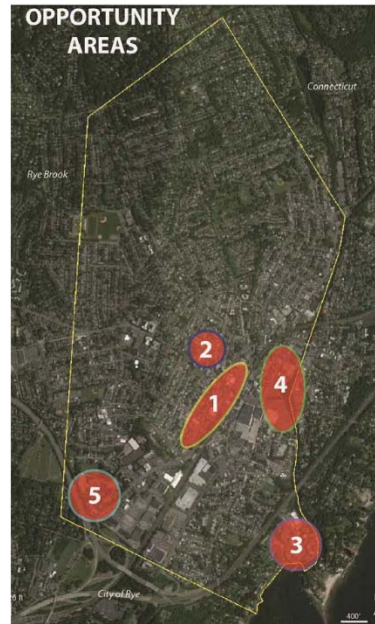 OPPORTUNITY
AREAS
Connecticut
Rye Brook
2
4
1
5
3
City of Rye
400'